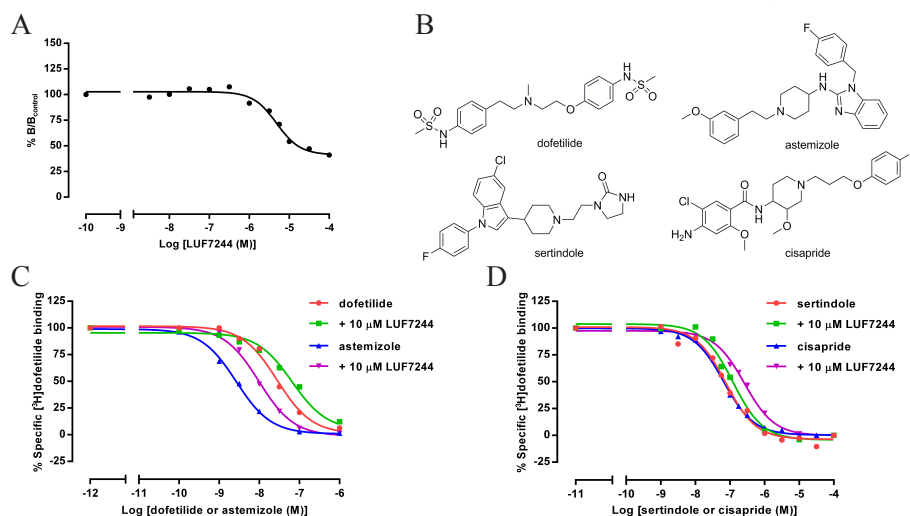 A
150
125
100
75
50
25
0
% B/Bcontrol
-10
-9
-8
-7
-6
-5
-4
Log [LUF7244 (M)]
B
dofetilide
astemizole
sertindole
cisapride
O
S
O
N
H
N
O
H
N
S
O
O
F
O
N
HN
N
N
Cl
N
F
N
N
NH
O
Cl
H2N
O
O
N
H
O
N
O
C
125
100
75
50
25
0
-25
% Specific [3H]dofetilide binding
-12
-11
-10
-9
-8
-7
-6
Log [dofetilide or astemizole (M)]
dofetilide
+ 10 μM LUF7244
astemizole
+ 10 μM LUF7244
D
125
100
75
50
25
0
-25
% Specific [3H]dofetilide binding
-11
-10
-9
-8
-7
-6
-5
-4
Log [sertindole or cisapride (M)]
sertindole
+ 10 μM LUF7244
cisapride
+ 10 μM LUF7244